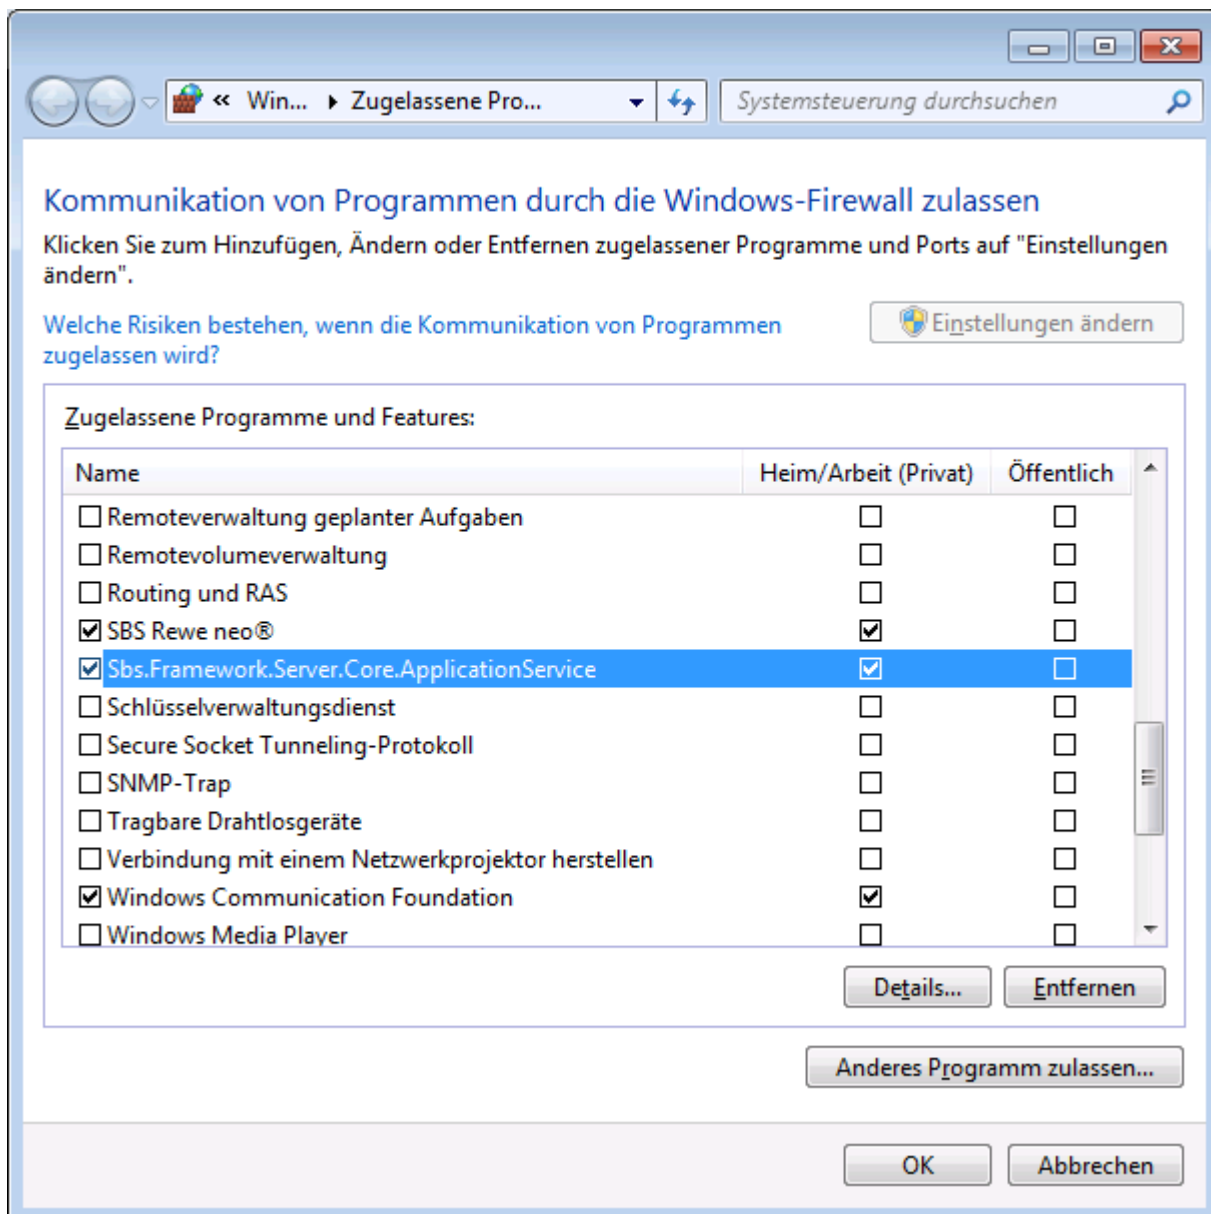 « Win... Zugelassene Pro...
Systemsteuerung durchsuchen
Kommunikation von Programmen durch die Windows-Firewall zulassen
Klicken Sie zum Hinzufügen, Ändern oder Entfernen zugelassener Programme und Ports auf "Einstellungen
ändern".
Welche Risiken bestehen, wenn die Kommunikation von Programmen
zugelassen wird?
Einstellungen ändern
Zugelassene Programme und Features:
Name Heim/Arbeit (Privat) Öffentlich
Remoteverwaltung geplanter Aufgaben
Remotevolumeverwaltung
Routing und RAS
SBS Rewe neo®
Sbs.Framework.Server.Core.ApplicationService
Schlüsselverwaltungsdienst
Secure Socket Tunneling-Protokoll
SNMP-Trap
Tragbare Drahtlosgeräte
Verbindung mit einem Netzwerkprojektor herstellen
Windows Communication Foundation
Windows Media Player
Details... Entfernen
Anderes Programm zulassen...
OK Abbrechen